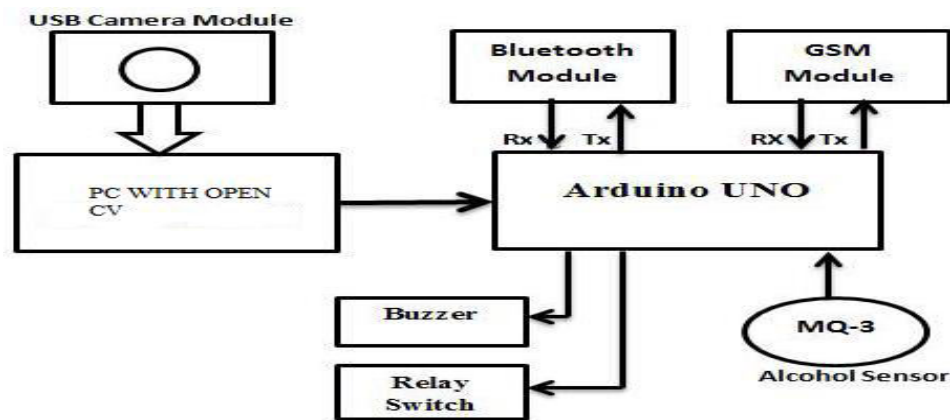 USB Camera Module
Bluetooth
Module
GSM
Module
Rx Tx
RX Tx
PC WITH OPEN
CV
Arduino UNO
Buzzer
MQ-3
Alcohol Sensor
Relay
Switch